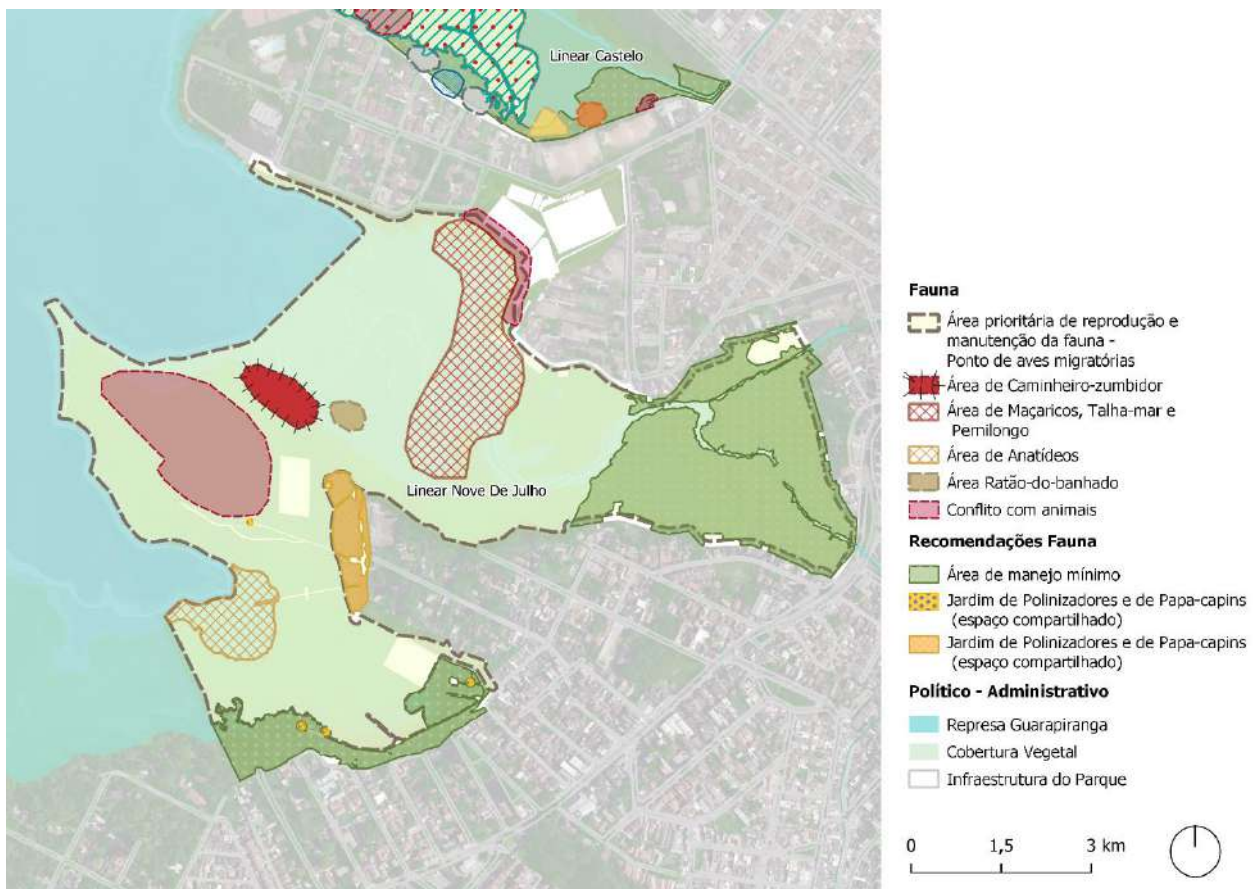 Linear Castelo
Linear Nove De Julho
Fauna
Área prioritária de reprodução e
manutenção da fauna -
Ponto de aves migratórias
Área de Caminheiro-zumbidor
Área de Maçaricos, Talha-mar e
Pernilongo
Área de Anatídeos
Área Ratão-do-banhado
Conflito com animais
Recomendações Fauna
Área de manejo mínimo
Jardim de Polinizadores e de Papa-capins
(espaço compartilhado)
Jardim de Polinizadores e de Papa-capins
(espaço compartilhado)
Político - Administrativo
Represa Guarapiranga
Cobertura Vegetal
Infraestrutura do Parque
0 1,5 3 km